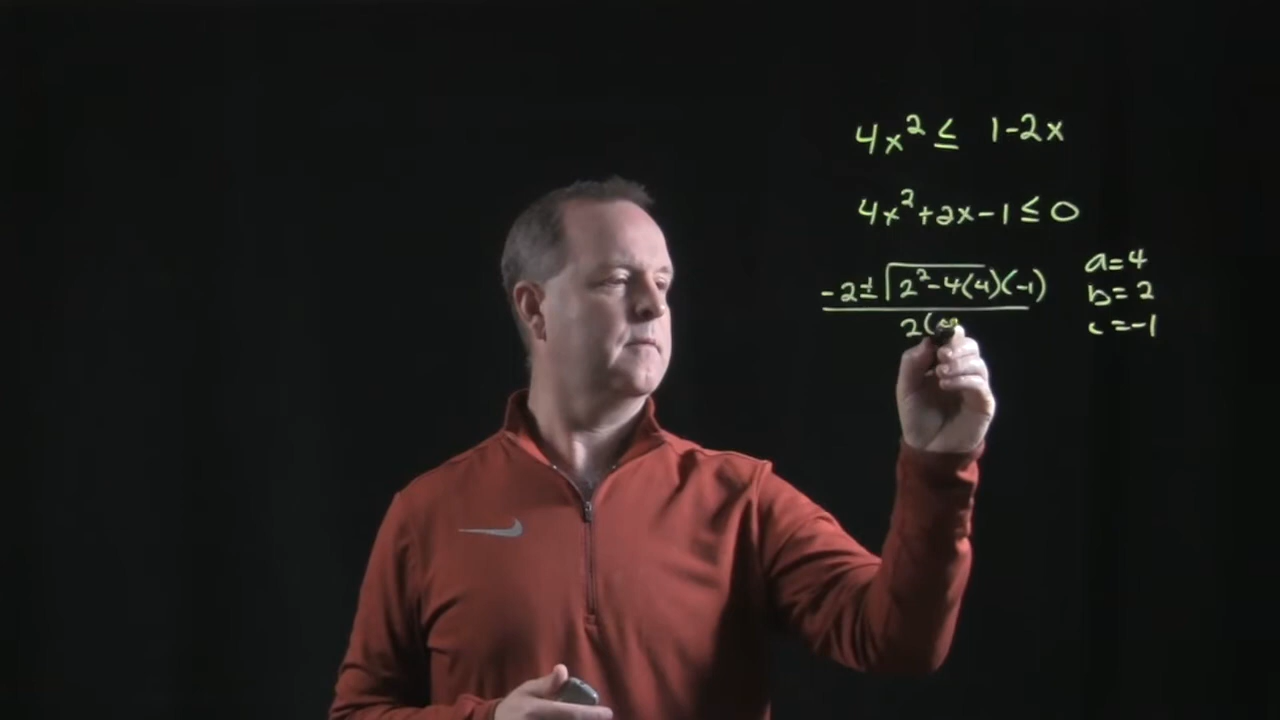 4x² ≤ 1-2x
4x²+2x-1≤0
-2±√2²-4(4)(-1)
2(
a=4
b=2
c=-1